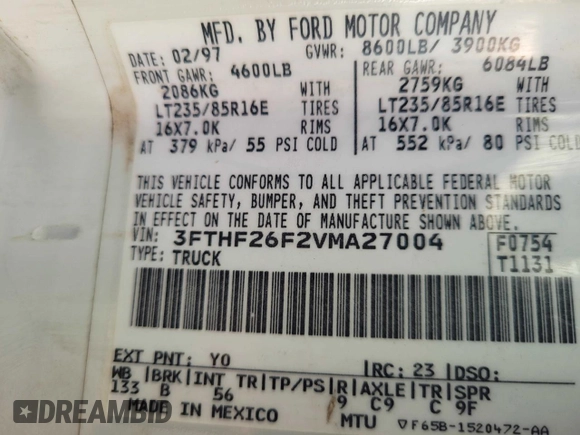 MFD. BY FORD MOTOR COMPANY
DATE: 02/97 GVWR: 8600LB/ 3900KG
FRONT GAWR: 4600LB REAR GAWR: 6084LB
2086KG WITH 2759KG WITH
LT235/85R16E TIRES LT235/85R16E TIRES
16X7.0K RIMS 16X7.0K RIMS
AT 379 kPa/ 55 PSI COLD AT 552 kPa/ 80 PSI COLD
THIS VEHICLE CONFORMS TO ALL APPLICABLE FEDERAL MOTOR
VEHICLE SAFETY, BUMPER, AND THEFT PREVENTION STANDARDS
IN EFFECT ON THE DATE OF MANUFACTURE SHOWN ABOVE.
VIN: 3FTHF26F2VMA27004 F0754
TYPE: TRUCK T1131
EXT PNT: YO RC: 23 DSO:
WB BRK INT TR TP/PS R AXLE TR SPR
133 B 56 9 C9 C 9F
MADE IN MEXICO MTU F65B-1520472-AA
DREAMBID